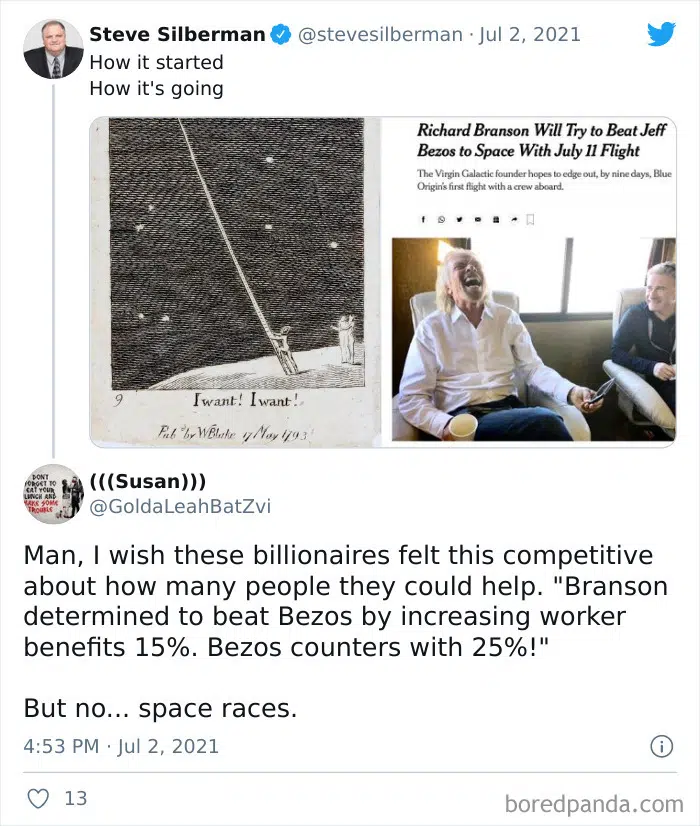 Steve Silberman @stevesilberman · Jul 2, 2021
How it started
How it's going
Richard Branson Will Try to Beat Jeff
Bezos to Space With July 11 Flight
The Virgin Galactic founder hopes to edge out, by nine days, Blue
Origin's first flight with a crew aboard.
9
I want! I want!
Pub by WBlake 17 May 1793
DON'T
FORGET TO
EAT YOUR
LUNCH AND
MAKE SOME
TROUBLE
(((Susan)))
@GoldaLeahBatZvi
Man, I wish these billionaires felt this competitive
about how many people they could help. "Branson
determined to beat Bezos by increasing worker
benefits 15%. Bezos counters with 25%!"
But no... space races.
4:53 PM · Jul 2, 2021
13
boredpanda.com